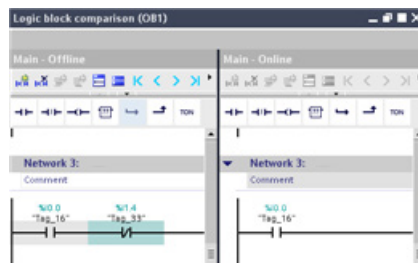 Logic block comparison (OB1)
Main - Offline
Main - Online
TON
TON
Network 3:
Comment
Network 3:
Comment
%I0.0
"Tag_16"
%I1.4
"Tag_33"
%I0.0
"Tag_16"